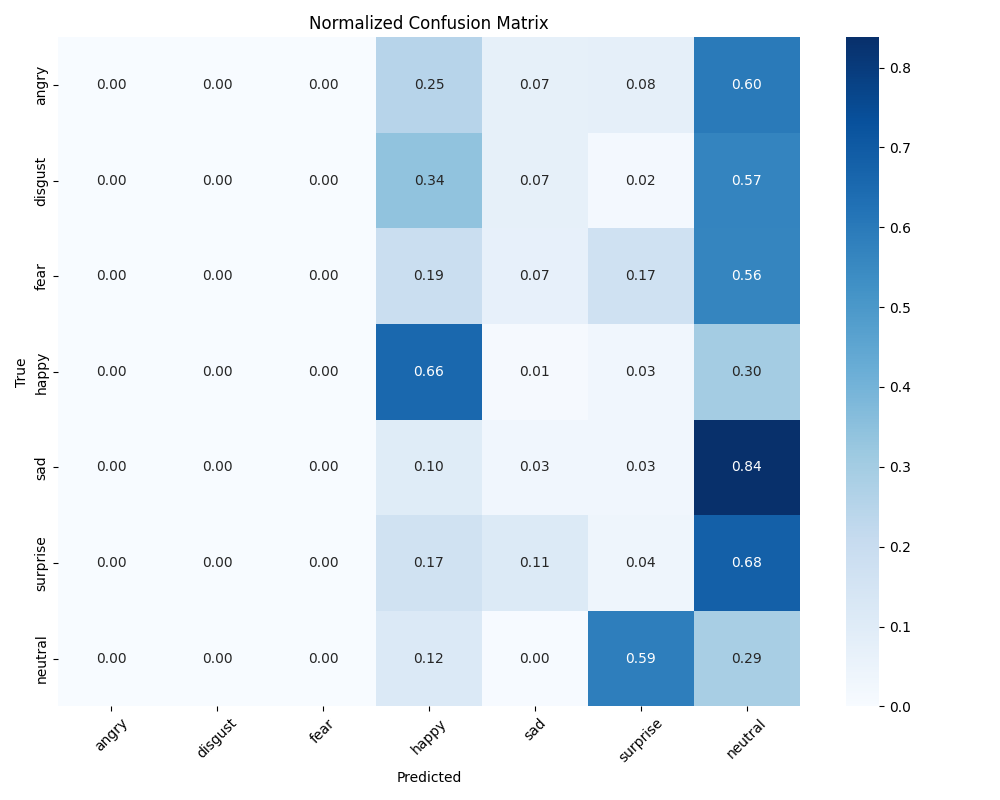 Normalized Confusion Matrix
True
angry 0.00 0.00 0.00 0.25 0.07 0.08 0.60
disgust 0.00 0.00 0.00 0.34 0.07 0.02 0.57
fear 0.00 0.00 0.00 0.19 0.07 0.17 0.56
happy 0.00 0.00 0.00 0.66 0.01 0.03 0.30
sad 0.00 0.00 0.00 0.10 0.03 0.03 0.84
surprise 0.00 0.00 0.00 0.17 0.11 0.04 0.68
neutral 0.00 0.00 0.00 0.12 0.00 0.59 0.29
angry disgust fear happy sad surprise neutral
Predicted
0.8
0.7
0.6
0.5
0.4
0.3
0.2
0.1
0.0